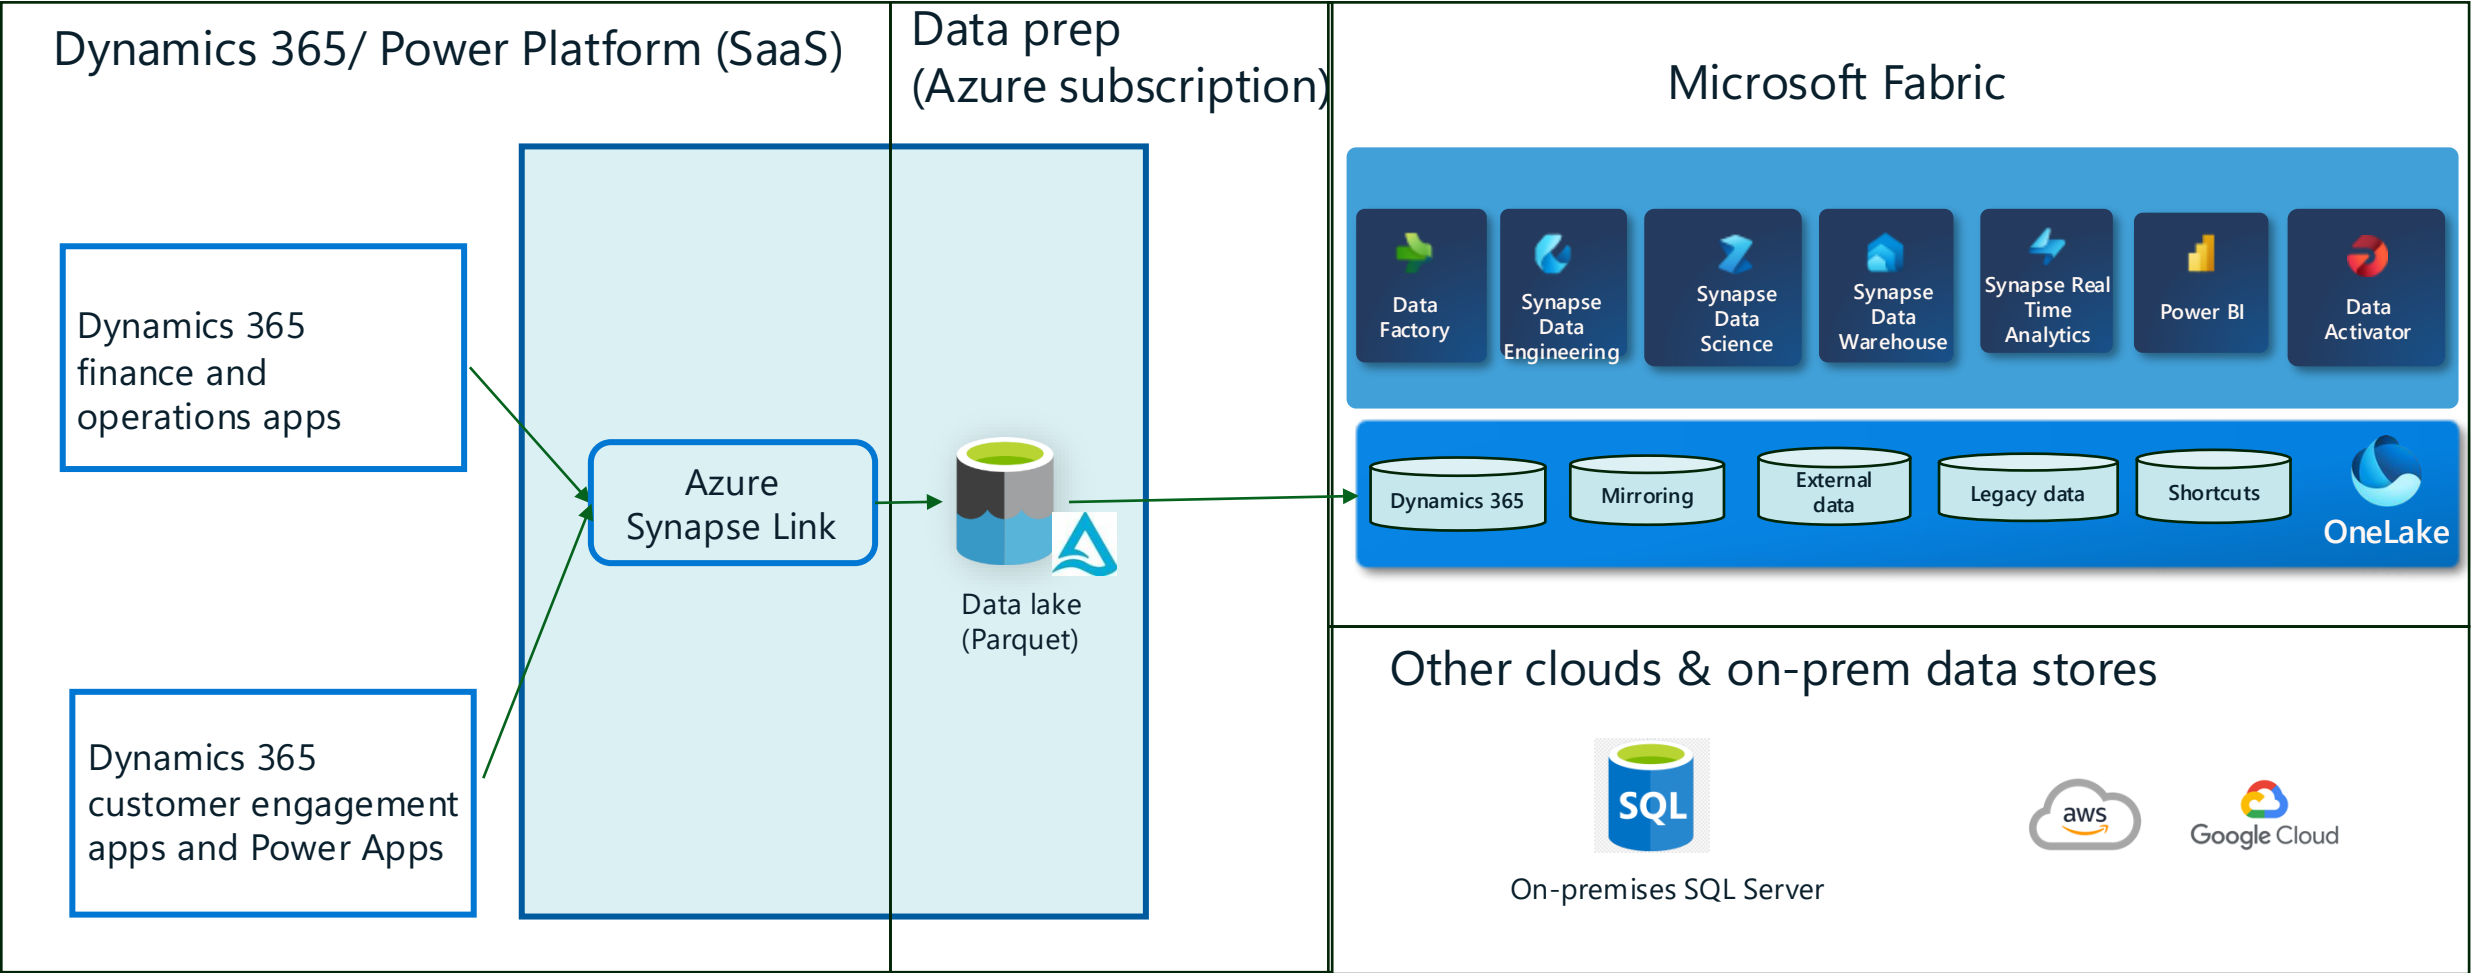 Dynamics 365/ Power Platform (SaaS)
Data prep
(Azure subscription)
Microsoft Fabric
Dynamics 365
finance and
operations apps
Azure
Synapse Link
Data lake
(Parquet)
Dynamics 365
customer engagement
apps and Power Apps
Data
Factory
Synapse
Data
Engineering
Synapse
Data
Science
Synapse
Data
Warehouse
Synapse Real
Time
Analytics
Power BI
Data
Activator
Dynamics 365
Mirroring
External
data
Legacy data
Shortcuts
OneLake
Other clouds & on-prem data stores
SQL
On-premises SQL Server
aws
Google Cloud